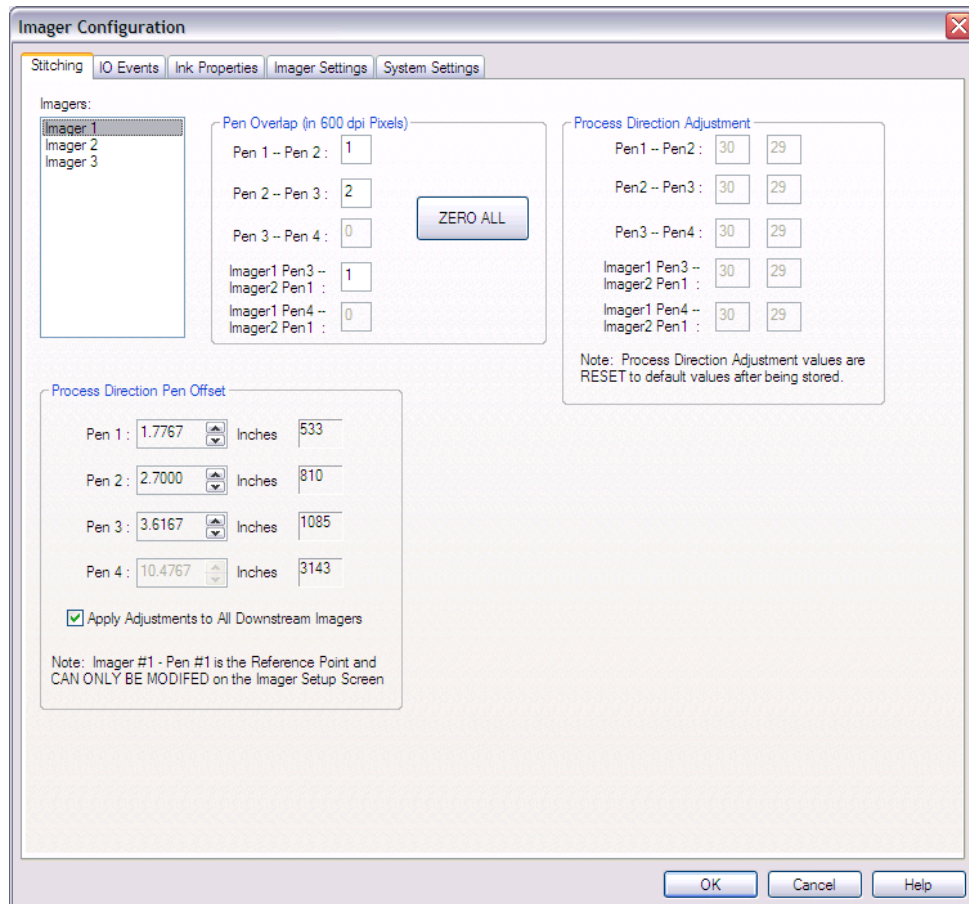 Imager Configuration
Stitching IO Events Ink Properties Imager Settings System Settings
Imagers:
Imager 1
Imager 2
Imager 3
Pen Overlap (in 600 dpi Pixels)
Pen 1 -- Pen 2 : 1
Pen 2 -- Pen 3 : 2
Pen 3 -- Pen 4 : 0
Imager1 Pen3 --
Imager2 Pen1 : 1
Imager1 Pen4 --
Imager2 Pen1 : 0
ZERO ALL
Process Direction Adjustment
Pen1 -- Pen2 : 30 29
Pen2 -- Pen3 : 30 29
Pen3 -- Pen4 : 30 29
Imager1 Pen3 --
Imager2 Pen1 : 30 29
Imager1 Pen4 --
Imager2 Pen1 : 30 29
Note: Process Direction Adjustment values are
RESET to default values after being stored.
Process Direction Pen Offset
Pen 1 : 1.7767 Inches 533
Pen 2 : 2.7000 Inches 810
Pen 3 : 3.6167 Inches 1085
Pen 4 : 10.4767 Inches 3143
Apply Adjustments to All Downstream Imagers
Note: Imager #1 - Pen #1 is the Reference Point and
CAN ONLY BE MODIFED on the Imager Setup Screen
OK Cancel Help